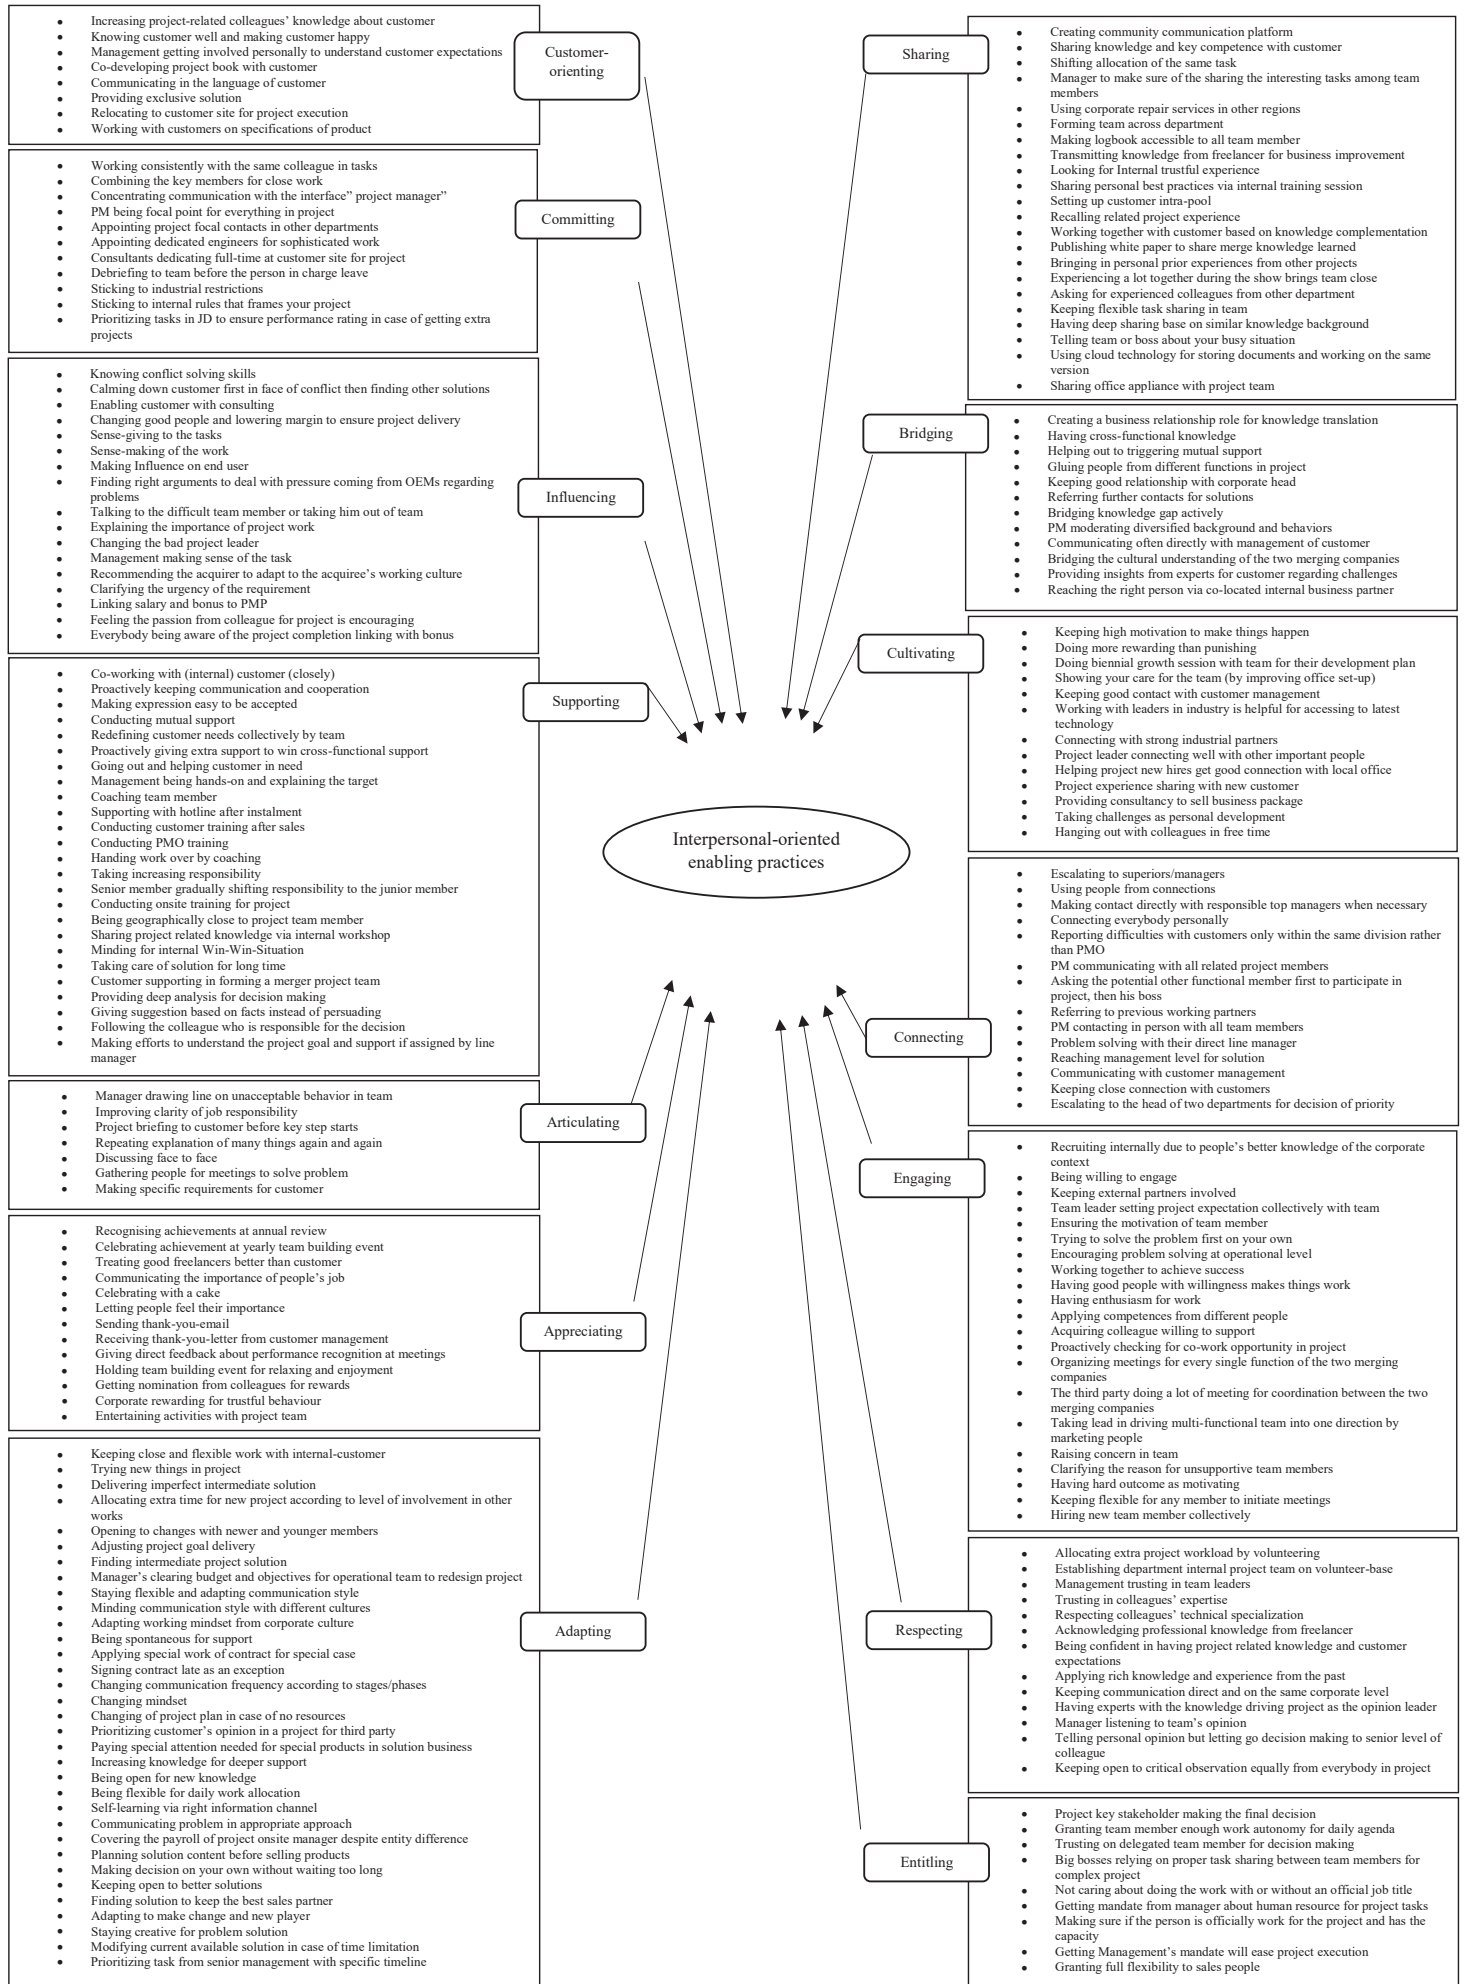 • Increasing project-related colleagues’ knowledge about customer
• Knowing customer well and making customer happy
• Management getting involved personally to understand customer expectations
• Co-developing project book with customer
• Communicating in the language of customer
• Providing exclusive solution
• Relocating to customer site for project execution
• Working with customers on specifications of product
Customer-
orienting
• Working consistently with the same colleague in tasks
• Combining the key members for close work
• Concentrating communication with the interface” project manager”
• PM being focal point for everything in project
• Appointing project focal contacts in other departments
• Appointing dedicated engineers for sophisticated work
• Consultants dedicating full-time at customer site for project
• Debriefing to team before the person in charge leave
• Sticking to industrial restrictions
• Sticking to internal rules that frames your project
• Prioritizing tasks in JD to ensure performance rating in case of getting extra
projects
Committing
• Knowing conflict solving skills
• Calming down customer first in face of conflict then finding other solutions
• Enabling customer with consulting
• Changing good people and lowering margin to ensure project delivery
• Sense-giving to the tasks
• Sense-making of the work
• Making Influence on end user
• Finding right arguments to deal with pressure coming from OEMs regarding
problems
• Talking to the difficult team member or taking him out of team
• Explaining the importance of project work
• Changing the bad project leader
• Management making sense of the task
• Recommending the acquirer to adapt to the acquiree’s working culture
• Clarifying the urgency of the requirement
• Linking salary and bonus to PMP
• Feeling the passion from colleague for project is encouraging
• Everybody being aware of the project completion linking with bonus
Influencing
• Co-working with (internal) customer (closely)
• Proactively keeping communication and cooperation
• Making expression easy to be accepted
• Conducting mutual support
• Redefining customer needs collectively by team
• Proactively giving extra support to win cross-functional support
• Going out and helping customer in need
• Management being hands-on and explaining the target
• Coaching team member
• Supporting with hotline after instalment
• Conducting customer training after sales
• Conducting PMO training
• Handing work over by coaching
• Taking increasing responsibility
• Senior member gradually shifting responsibility to the junior member
• Conducting onsite training for project
• Being geographically close to project team member
• Sharing project related knowledge via internal workshop
• Minding for internal Win-Win-Situation
• Taking care of solution for long time
• Customer supporting in forming a merger project team
• Providing deep analysis for decision making
• Giving suggestion based on facts instead of persuading
• Following the colleague who is responsible for the decision
• Making efforts to understand the project goal and support if assigned by line
manager
Supporting
• Manager drawing line on unacceptable behavior in team
• Improving clarity of job responsibility
• Project briefing to customer before key step starts
• Repeating explanation of many things again and again
• Discussing face to face
• Gathering people for meetings to solve problem
• Making specific requirements for customer
Articulating
• Recognising achievements at annual review
• Celebrating achievement at yearly team building event
• Treating good freelancers better than customer
• Communicating the importance of people’s job
• Celebrating with a cake
• Letting people feel their importance
• Sending thank-you-email
• Receiving thank-you-letter from customer management
• Giving direct feedback about performance recognition at meetings
• Holding team building event for relaxing and enjoyment
• Getting nomination from colleagues for rewards
• Corporate rewarding for trustful behaviour
• Entertaining activities with project team
Appreciating
• Keeping close and flexible work with internal-customer
• Trying new things in project
• Delivering imperfect intermediate solution
• Allocating extra time for new project according to level of involvement in other
works
• Opening to changes with newer and younger members
• Adjusting project goal delivery
• Finding intermediate project solution
• Manager’s clearing budget and objectives for operational team to redesign project
• Staying flexible and adapting communication style
• Minding communication style with different cultures
• Adapting working mindset from corporate culture
• Being spontaneous for support
• Applying special work of contract for special case
• Signing contract late as an exception
• Changing communication frequency according to stages/phases
• Changing mindset
• Changing of project plan in case of no resources
• Prioritizing customer’s opinion in a project for third party
• Paying special attention needed for special products in solution business
• Increasing knowledge for deeper support
• Being open for new knowledge
• Being flexible for daily work allocation
• Self-learning via right information channel
• Communicating problem in appropriate approach
• Covering the payroll of project onsite manager despite entity difference
• Planning solution content before selling products
• Making decision on your own without waiting too long
• Keeping open to better solutions
• Finding solution to keep the best sales partner
• Adapting to make change and new player
• Staying creative for problem solution
• Modifying current available solution in case of time limitation
• Prioritizing task from senior management with specific timeline
Adapting
Interpersonal-oriented
enabling practices
Sharing
• Creating community communication platform
• Sharing knowledge and key competence with customer
• Shifting allocation of the same task
• Manager to make sure of the sharing the interesting tasks among team
members
• Using corporate repair services in other regions
• Forming team across department
• Making logbook accessible to all team member
• Transmitting knowledge from freelancer for business improvement
• Looking for Internal trustful experience
• Sharing personal best practices via internal training session
• Setting up customer intra-pool
• Recalling related project experience
• Working together with customer based on knowledge complementation
• Publishing white paper to share merge knowledge learned
• Bringing in personal prior experiences from other projects
• Experiencing a lot together during the show brings team close
• Asking for experienced colleagues from other department
• Keeping flexible task sharing in team
• Having deep sharing base on similar knowledge background
• Telling team or boss about your busy situation
• Using cloud technology for storing documents and working on the same
version
• Sharing office appliance with project team
Bridging
• Creating a business relationship role for knowledge translation
• Having cross-functional knowledge
• Helping out to triggering mutual support
• Gluing people from different functions in project
• Keeping good relationship with corporate head
• Referring further contacts for solutions
• Bridging knowledge gap actively
• PM moderating diversified background and behaviors
• Communicating often directly with management of customer
• Bridging the cultural understanding of the two merging companies
• Providing insights from experts for customer regarding challenges
• Reaching the right person via co-located internal business partner
Cultivating
• Keeping high motivation to make things happen
• Doing more rewarding than punishing
• Doing biennial growth session with team for their development plan
• Showing your care for the team (by improving office set-up)
• Keeping good contact with customer management
• Working with leaders in industry is helpful for accessing to latest
technology
• Connecting with strong industrial partners
• Project leader connecting well with other important people
• Helping project new hires get good connection with local office
• Project experience sharing with new customer
• Providing consultancy to sell business package
• Taking challenges as personal development
• Hanging out with colleagues in free time
Connecting
• Escalating to superiors/managers
• Using people from connections
• Making contact directly with responsible top managers when necessary
• Connecting everybody personally
• Reporting difficulties with customers only within the same division rather
than PMO
• PM communicating with all related project members
• Asking the potential other functional member first to participate in
project, then his boss
• Referring to previous working partners
• PM contacting in person with all team members
• Problem solving with their direct line manager
• Reaching management level for solution
• Communicating with customer management
• Keeping close connection with customers
• Escalating to the head of two departments for decision of priority
Engaging
• Recruiting internally due to people’s better knowledge of the corporate
context
• Being willing to engage
• Keeping external partners involved
• Team leader setting project expectation collectively with team
• Ensuring the motivation of team member
• Trying to solve the problem first on your own
• Encouraging problem solving at operational level
• Working together to achieve success
• Having good people with willingness makes things work
• Having enthusiasm for work
• Applying competences from different people
• Acquiring colleague willing to support
• Proactively checking for co-work opportunity in project
• Organizing meetings for every single function of the two merging
companies
• The third party doing a lot of meeting for coordination between the two
merging companies
• Taking lead in driving multi-functional team into one direction by
marketing people
• Raising concern in team
• Clarifying the reason for unsupportive team members
• Having hard outcome as motivating
• Keeping flexible for any member to initiate meetings
• Hiring new team member collectively
Respecting
• Allocating extra project workload by volunteering
• Establishing department internal project team on volunteer-base
• Management trusting in team leaders
• Trusting in colleagues’ expertise
• Respecting colleagues’ technical specialization
• Acknowledging professional knowledge from freelancer
• Being confident in having project related knowledge and customer
expectations
• Applying rich knowledge and experience from the past
• Keeping communication direct and on the same corporate level
• Having experts with the knowledge driving project as the opinion leader
• Manager listening to team’s opinion
• Telling personal opinion but letting go decision making to senior level of
colleague
• Keeping open to critical observation equally from everybody in project
Entitling
• Project key stakeholder making the final decision
• Granting team member enough work autonomy for daily agenda
• Trusting on delegated team member for decision making
• Big bosses relying on proper task sharing between team members for
complex project
• Not caring about doing the work with or without an official job title
• Getting mandate from manager about human resource for project tasks
• Making sure if the person is officially work for the project and has the
capacity
• Getting Management’s mandate will ease project execution
• Granting full flexibility to sales people